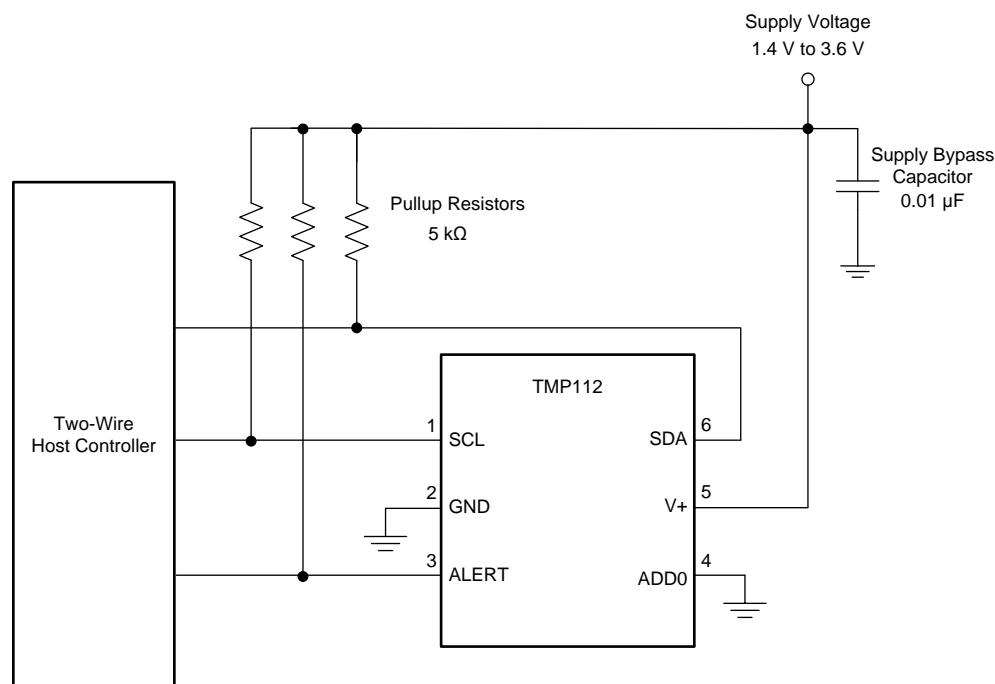 Supply Voltage
1.4 V to 3.6 V
Supply Bypass
Capacitor
0.01 µF
Pullup Resistors
5 kΩ
Two-Wire
Host Controller
TMP112
1
SCL
2
GND
3
ALERT
6
SDA
5
V+
4
ADD0